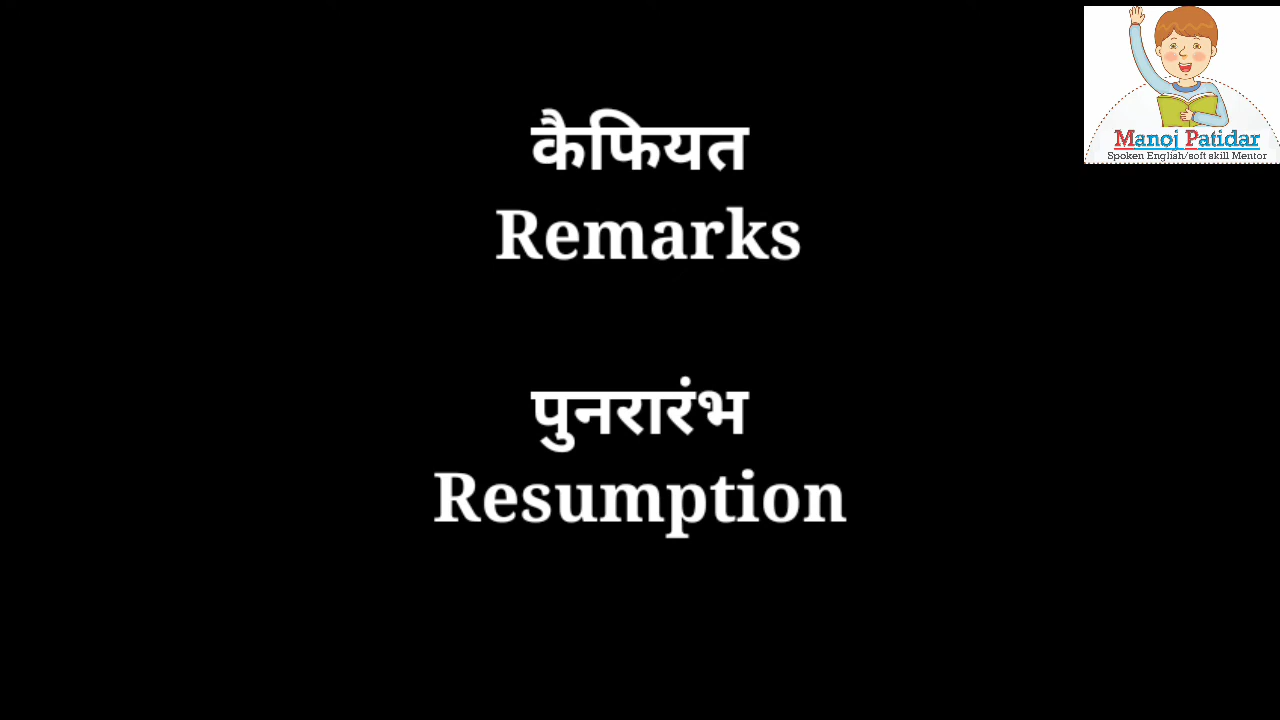 कैफियत
Remarks
पुनरारंभ
Resumption
Manoj Patidar
Spoken English/soft skill Mentor